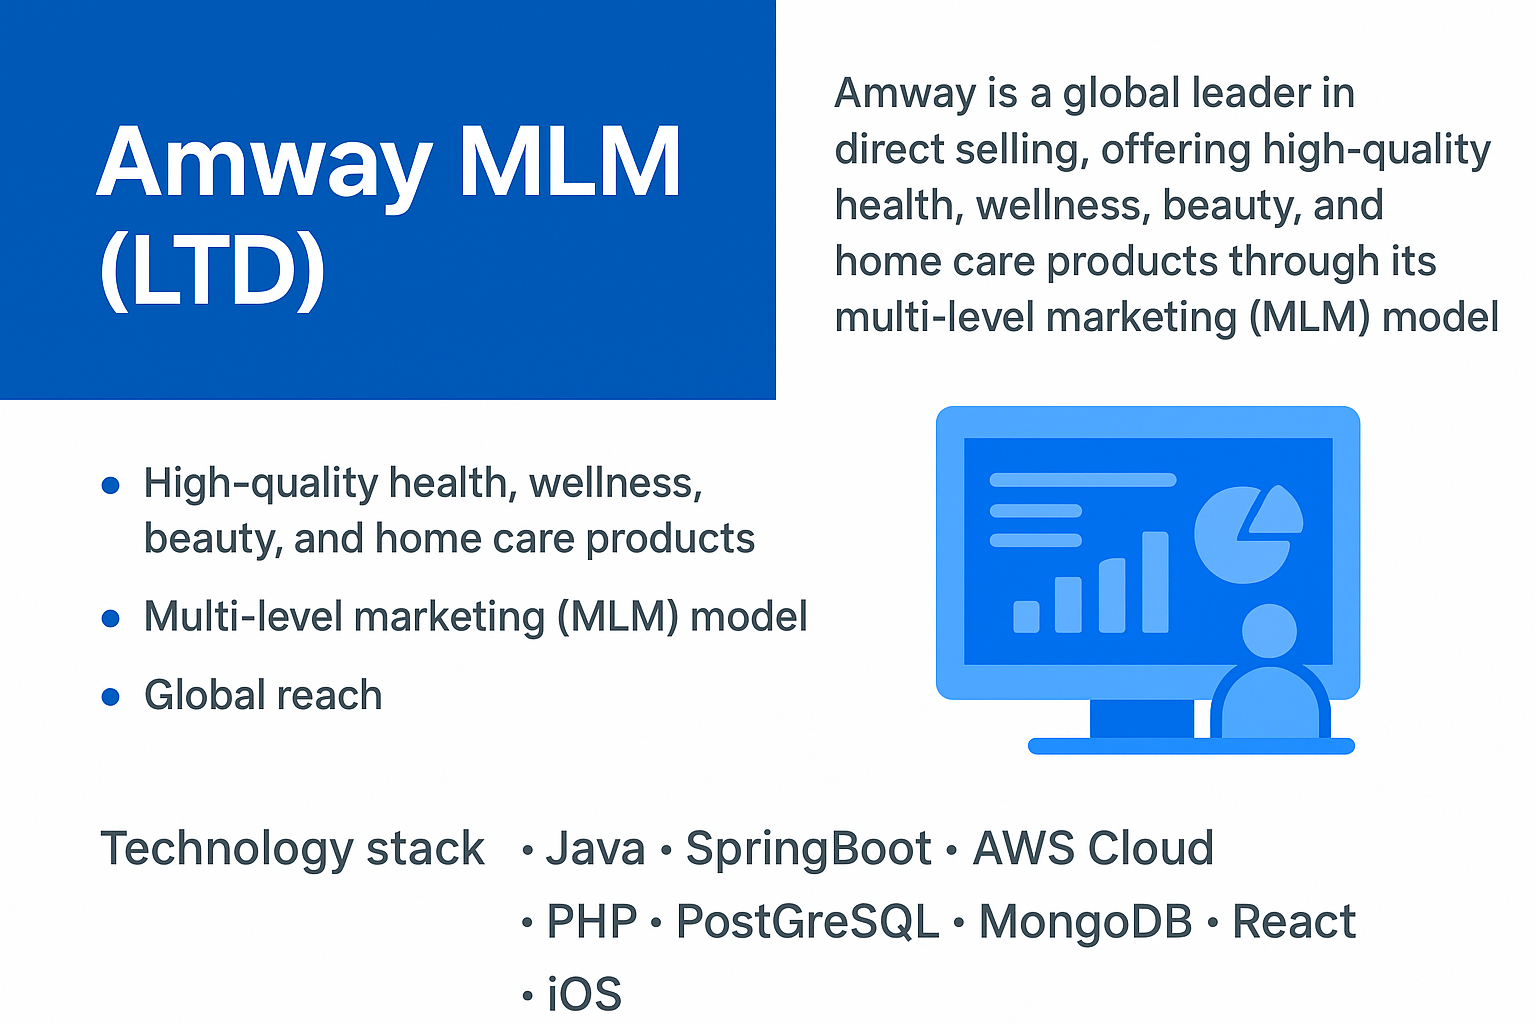 Amway MLM
(LTD)
Amway is a global leader in
direct selling, offering high-quality
health, wellness, beauty, and
home care products through its
multi-level marketing (MLM) model
• High-quality health, wellness,
beauty, and home care products
• Multi-level marketing (MLM) model
• Global reach
Technology stack • Java • SpringBoot • AWS Cloud
• PHP • PostGreSQL • MongoDB • React
• iOS